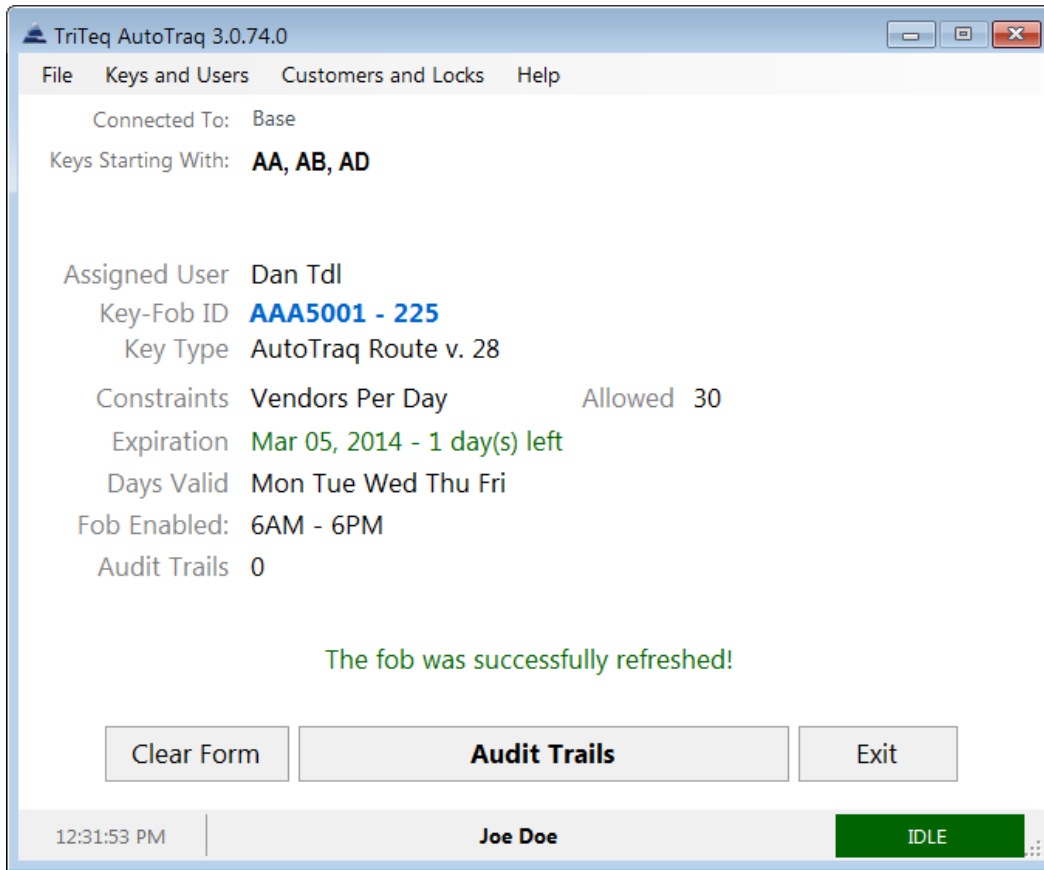 TriTeq AutoTraq 3.0.74.0
File Keys and Users Customers and Locks Help
Connected To: Base
Keys Starting With: AA, AB, AD
Assigned User Dan Tdl
Key-Fob ID AAA5001 - 225
Key Type AutoTraq Route v. 28
Constraints Vendors Per Day Allowed 30
Expiration Mar 05, 2014 - 1 day(s) left
Days Valid Mon Tue Wed Thu Fri
Fob Enabled: 6AM - 6PM
Audit Trails 0
The fob was successfully refreshed!
Clear Form Audit Trails Exit
12:31:53 PM Joe Doe IDLE